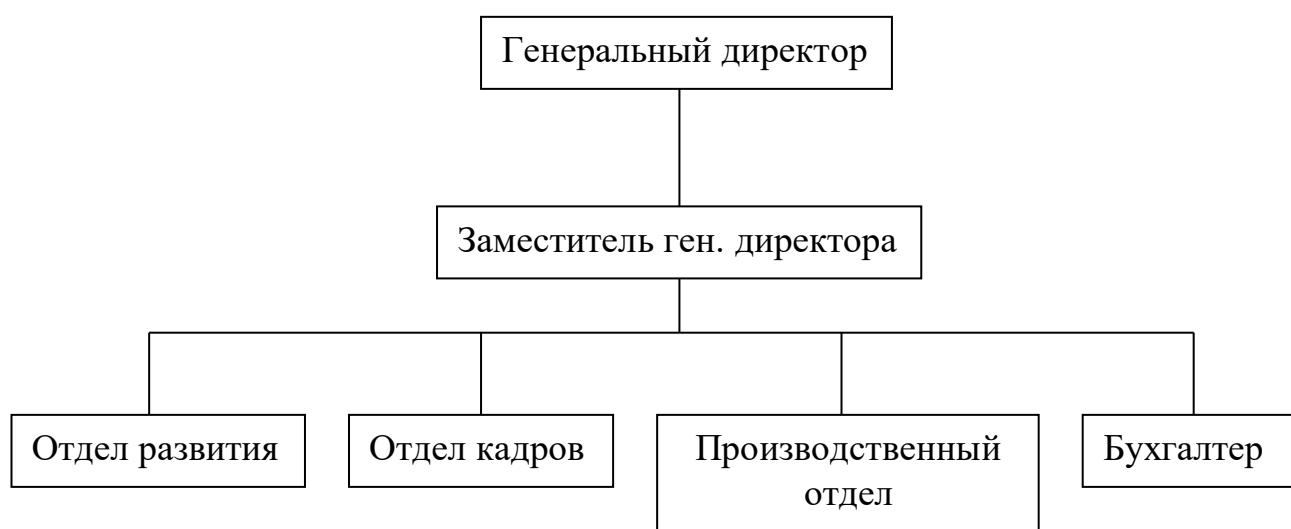 Генеральный директор
Заместитель ген. директора
Отдел развития
Отдел кадров
Производственный
отдел
Бухгалтер